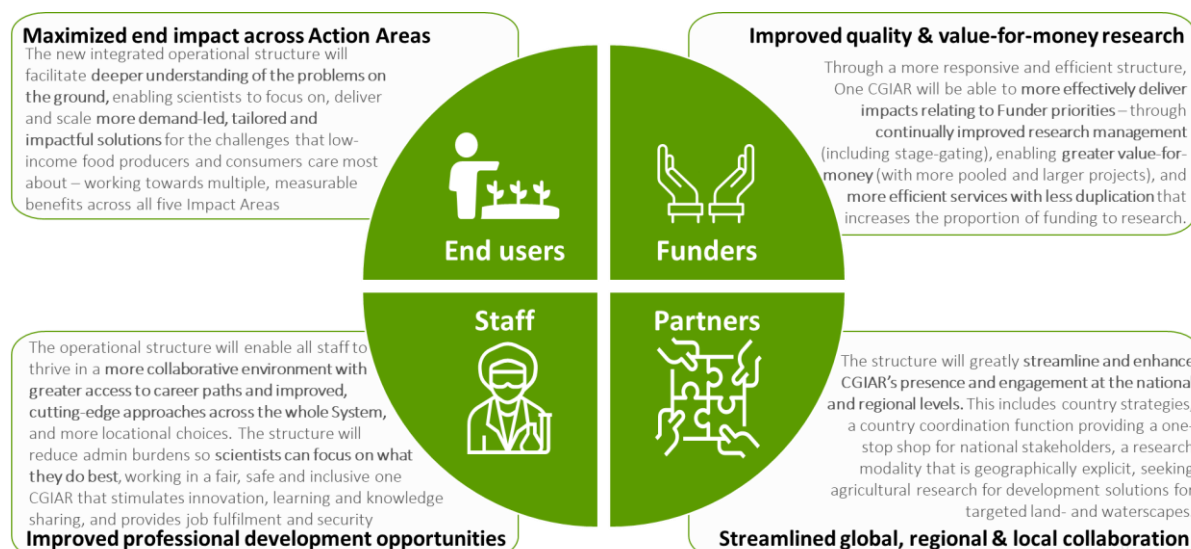 Maximized end impact across Action Areas
The new integrated operational structure will
facilitate deeper understanding of the problems on
the ground, enabling scientists to focus on, deliver
and scale more demand-led, tailored and
impactful solutions for the challenges that low-
income food producers and consumers care most
about – working towards multiple, measurable
benefits across all five Impact Areas
Improved quality & value-for-money research
Through a more responsive and efficient structure,
One CGIAR will be able to more effectively deliver
impacts relating to Funder priorities – through
continually improved research management
(including stage-gating), enabling greater value-for-
money (with more pooled and larger projects), and
more efficient services with less duplication that
increases the proportion of funding to research.
End users
Funders
Staff
Partners
The operational structure will enable all staff to
thrive in a more collaborative environment with
greater access to career paths and improved,
cutting-edge approaches across the whole System,
and more locational choices. The structure will
reduce admin burdens so scientists can focus on what
they do best, working in a fair, safe and inclusive one
CGIAR that stimulates innovation, learning and knowledge
sharing, and provides job fulfilment and security
Improved professional development opportunities
The structure will greatly streamline and enhance
CGIAR's presence and engagement at the national
and regional levels. This includes country strategies,
a country coordination function providing a one-
stop shop for national stakeholders, a research
modality that is geographically explicit, seeking
agricultural research for development solutions for
targeted land- and waterscapes
Streamlined global, regional & local collaboration